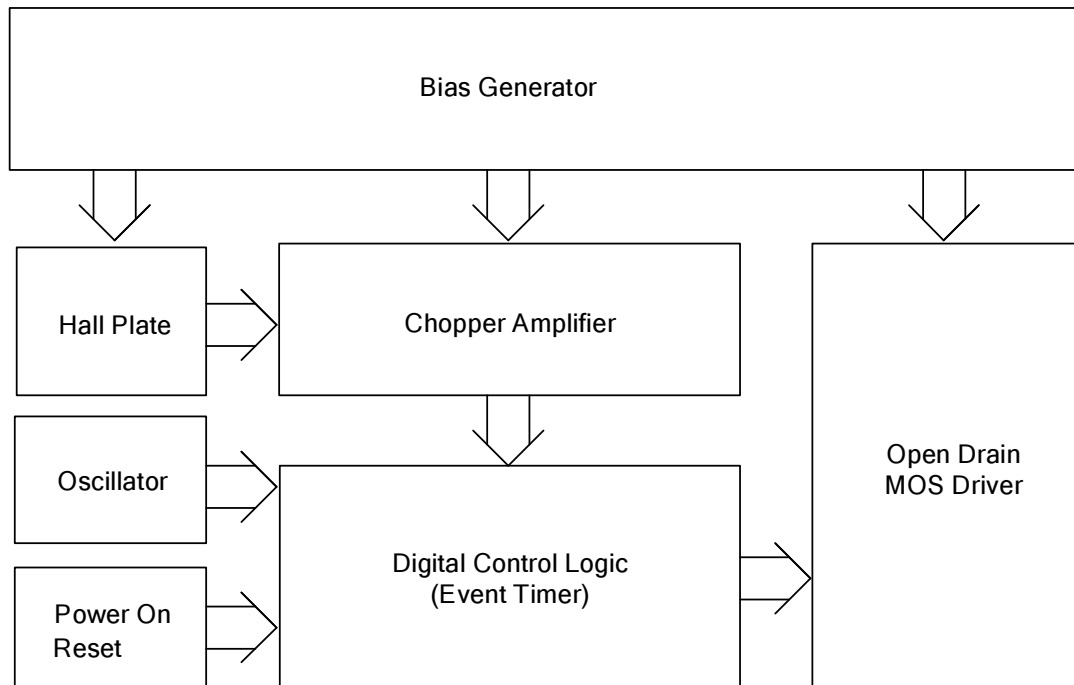 Bias Generator
Hall Plate
Chopper Amplifier
Oscillator
Open Drain
MOS Driver
Digital Control Logic
(Event Timer)
Power On
Reset